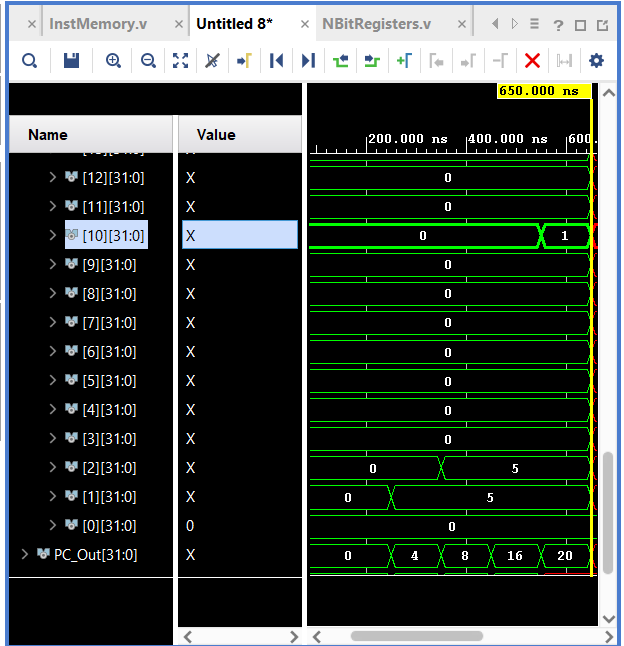 InstMemory.v Untitled 8* NBitRegisters.v
650.000 ns
Name Value 200.000 ns 400.000 ns 600.
[12][31:0] X 0
[11][31:0] X 0
[10][31:0] X 0 1
[9][31:0] X 0
[8][31:0] X 0
[7][31:0] X 0
[6][31:0] X 0
[5][31:0] X 0
[4][31:0] X 0
[3][31:0] X 0
[2][31:0] X 0 5
[1][31:0] X 0 5
[0][31:0] 0 0
PC_Out[31:0] X 0 4 8 16 20